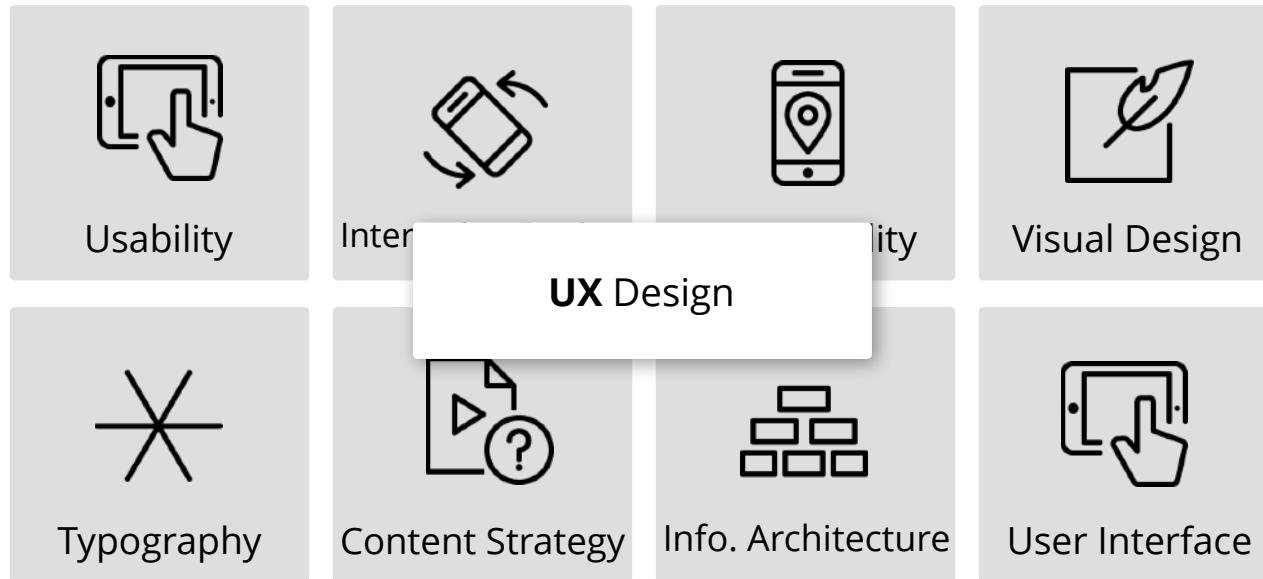 Usability
Visual Design
UX Design
Typography
Content Strategy
Info. Architecture
User Interface